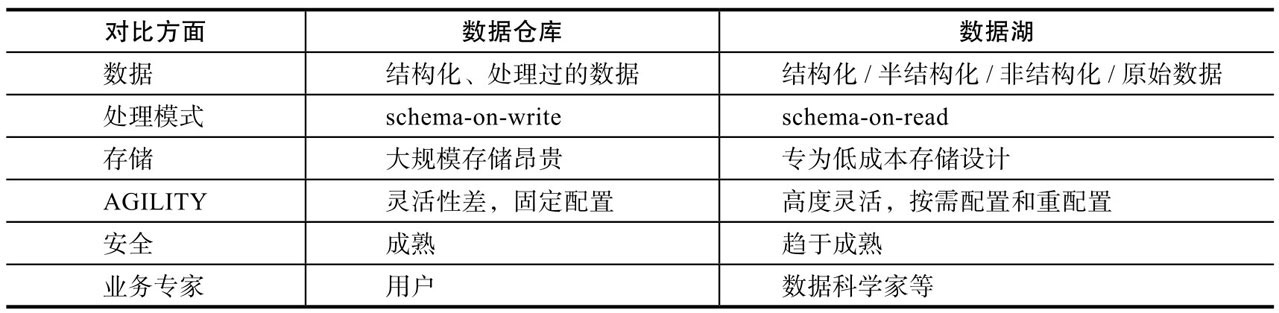 对比方面 数据仓库 数据湖
数据 结构化、处理过的数据 结构化 / 半结构化 / 非结构化 / 原始数据
处理模式 schema-on-write schema-on-read
存储 大规模存储昂贵 专为低成本存储设计
AGILITY 灵活性差，固定配置 高度灵活，按需配置和重配置
安全 成熟 趋于成熟
业务专家 用户 数据科学家等